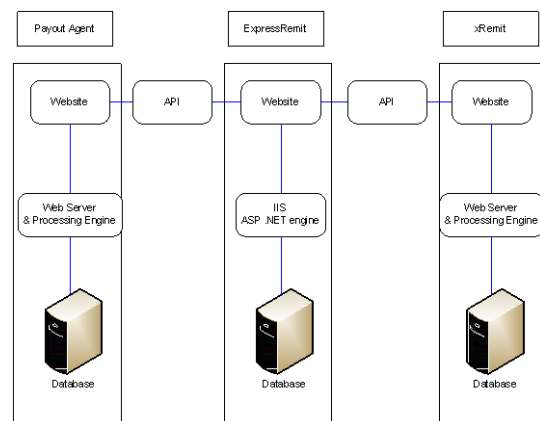 Payout Agent
ExpressRemit
xRemit
Website
API
Website
API
Website
Web Server
& Processing Engine
IIS
ASP .NET engine
Web Server
& Processing Engine
Database
Database
Database